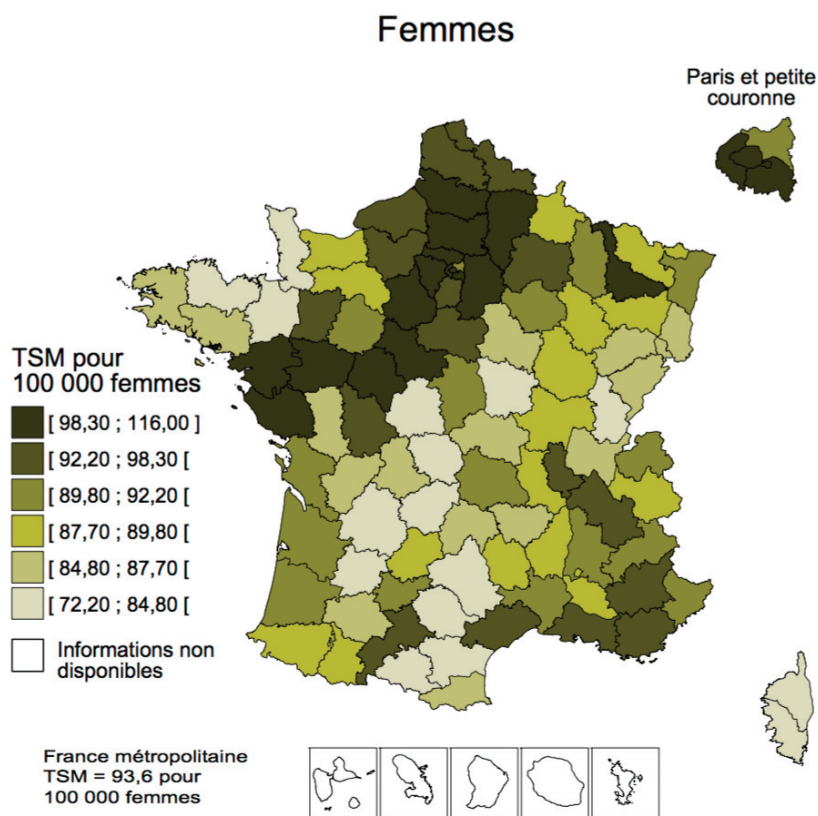 Femmes
Paris et petite
couronne
TSM pour
100 000 femmes
[ 98,30 ; 116,00 ]
[ 92,20 ; 98,30 [
[ 89,80 ; 92,20 [
[ 87,70 ; 89,80 [
[ 84,80 ; 87,70 [
[ 72,20 ; 84,80 [
Informations non
disponibles
France métropolitaine
TSM = 93,6 pour
100 000 femmes